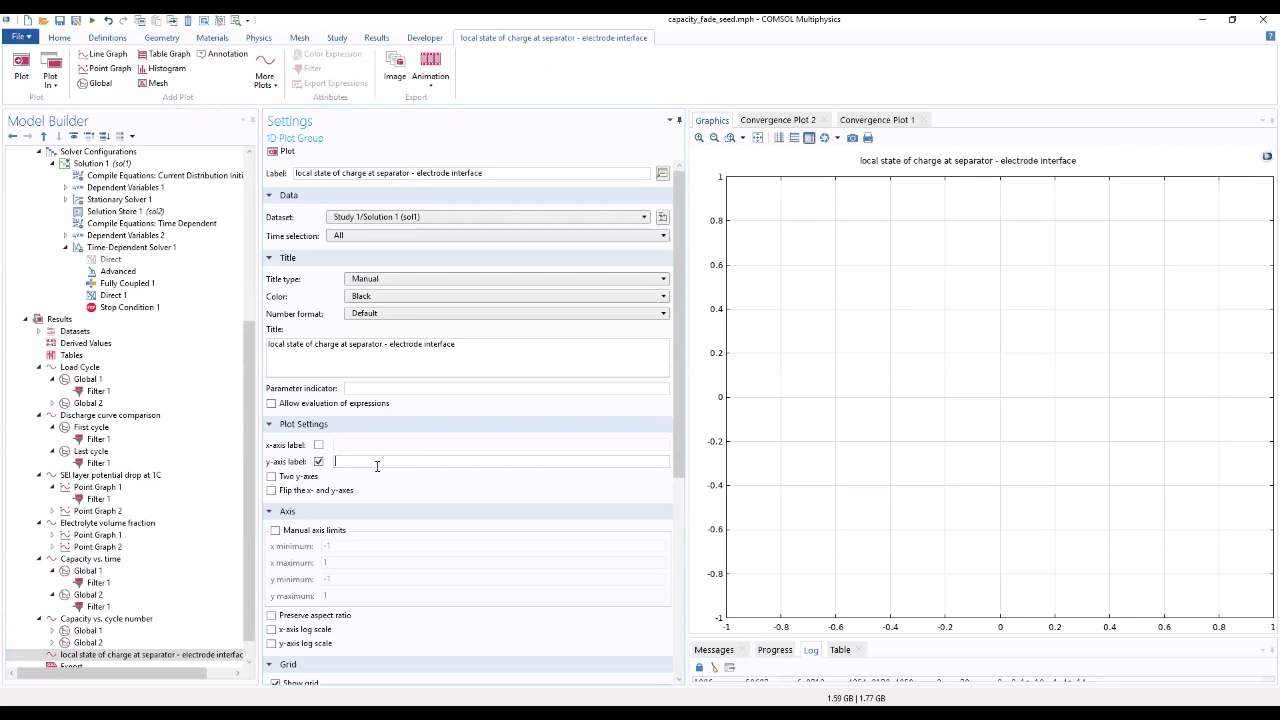 capacity_fade_seed.mph - COMSOL Multiphysics
File
Home
Definitions
Geometry
Materials
Physics
Mesh
Study
Results
Developer
local state of charge at separator - electrode interface
Plot
Plot In
Line Graph
Point Graph
Global
Table Graph
Histogram
Mesh
Annotation
More Plots
Color Expression
Filter
Export Expressions
Image
Animation
Plot
Add Plot
Attributes
Export
Model Builder
Solver Configurations
Solution 1 (sol1)
Compile Equations: Current Distribution Initi
Dependent Variables 1
Stationary Solver 1
Solution Store 1 (sol2)
Compile Equations: Time Dependent
Dependent Variables 2
Time-Dependent Solver 1
Direct
Advanced
Fully Coupled 1
Direct 1
Stop Condition 1
Results
Datasets
Derived Values
Tables
Load Cycle
Global 1
Filter 1
Global 2
Discharge curve comparison
First cycle
Filter 1
Last cycle
Filter 1
SEI layer potential drop at 1C
Point Graph 1
Filter 1
Point Graph 2
Electrolyte volume fraction
Point Graph 1
Point Graph 2
Capacity vs. time
Global 1
Filter 1
Global 2
Filter 1
Capacity vs. cycle number
Global 1
Global 2
local state of charge at separator - electrode interfac
Settings
1D Plot Group
Plot
Label: local state of charge at separator - electrode interface
Data
Dataset: Study 1/Solution 1 (sol1)
Time selection: All
Title
Title type: Manual
Color: Black
Number format: Default
Title:
local state of charge at separator - electrode interface
Parameter indicator:
Allow evaluation of expressions
Plot Settings
x-axis label:
y-axis label:
Two y-axes
Flip the x- and y-axes
Axis
Manual axis limits
x minimum: -1
x maximum: 1
y minimum: -1
y maximum: 1
Preserve aspect ratio
x-axis log scale
y-axis log scale
Grid
Show grid
Graphics
Convergence Plot 2
Convergence Plot 1
local state of charge at separator - electrode interface
1
0.8
0.6
0.4
0.2
0
-0.2
-0.4
-0.6
-0.8
-1
-1 -0.8 -0.6 -0.4 -0.2 0 0.2 0.4 0.6 0.8 1
Messages
Progress
Log
Table
1.59 GB | 1.77 GB